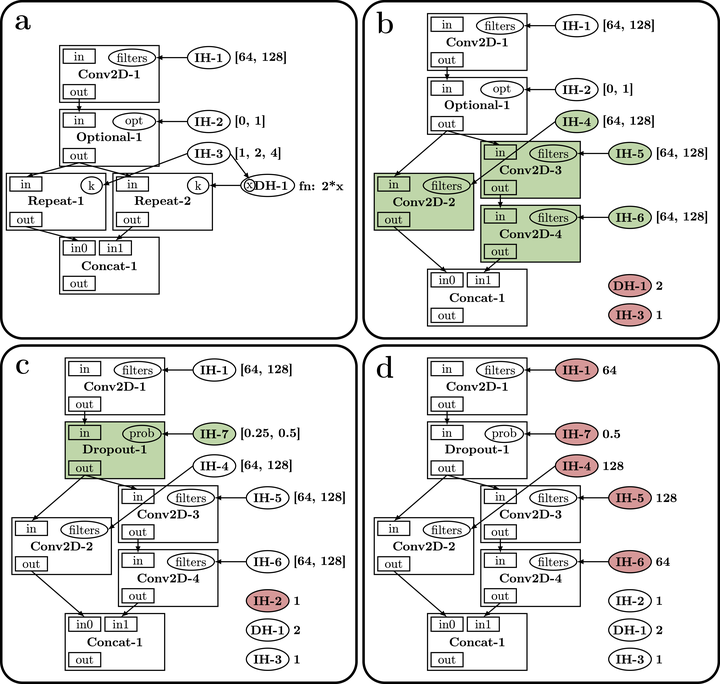 a
in filters IH-1 [64, 128]
Conv2D-1
out
in opt IH-2 [0, 1]
Optional-1
out IH-3 [1, 2, 4]
in k in k x DH-1 fn: 2*x
Repeat-1 Repeat-2
out out
in0 in1
Concat-1
out
b
in filters IH-1 [64, 128]
Conv2D-1
out
in opt IH-2 [0, 1]
Optional-1
IH-4 [64, 128]
out
in filters IH-5 [64, 128]
Conv2D-3
in filters
out
Conv2D-2
in filters IH-6 [64, 128]
out
Conv2D-4
out
in0 in1 DH-1 2
Concat-1
out IH-3 1
c
in filters IH-1 [64, 128]
Conv2D-1
out
in prob IH-7 [0.25, 0.5]
Dropout-1
out IH-4 [64, 128]
in filters IH-5 [64, 128]
Conv2D-3
in filters
out
Conv2D-2
in filters IH-6 [64, 128]
out
Conv2D-4
out IH-2 1
in0 in1 DH-1 2
Concat-1
out IH-3 1
d
in filters IH-1 64
Conv2D-1
out
in prob IH-7 0.5
Dropout-1
out IH-4 128
in filters IH-5 128
Conv2D-3
in filters
out
Conv2D-2
in filters IH-6 64
out
Conv2D-4
out IH-2 1
in0 in1 DH-1 2
Concat-1
out IH-3 1